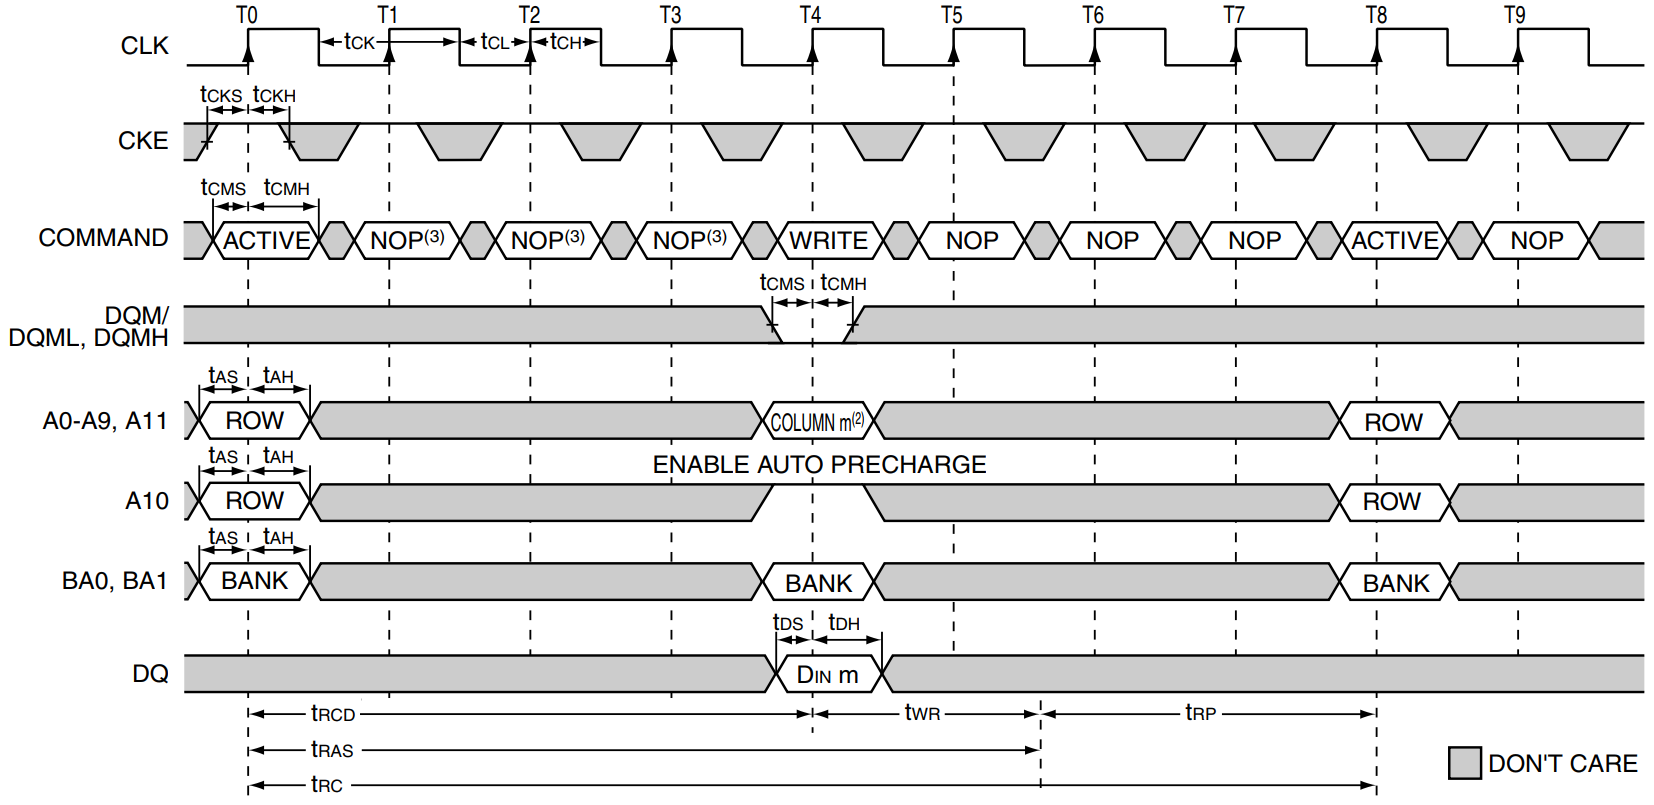 T0 T1 T2 T3 T4 T5 T6 T7 T8 T9
CLK tCK tCL tCH
tCKS tCKH
CKE
tCMS tCMH
COMMAND ACTIVE NOP(3) NOP(3) NOP(3) WRITE NOP NOP NOP ACTIVE NOP
tCMS tCMH
DQM/
DQML, DQMH
tAS tAH
A0-A9, A11 ROW COLUMN m(2) ROW
tAS tAH ENABLE AUTO PRECHARGE
A10 ROW ROW
tAS tAH
BA0, BA1 BANK BANK BANK
tDS tDH
DQ DIN m
tRCD tWR tRP
tRAS
DON'T CARE
tRC